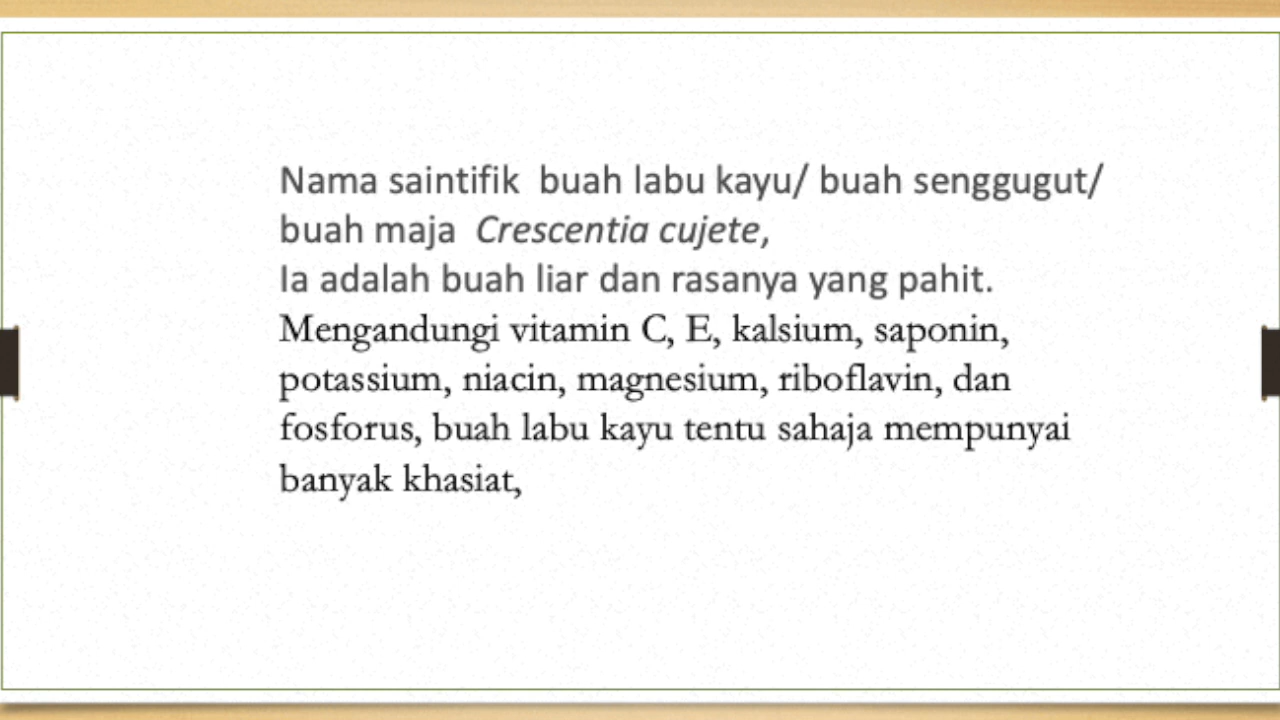 Nama saintifik  buah labu kayu/ buah senggugut/
buah maja  Crescentia cujete,
Ia adalah buah liar dan rasanya yang pahit.
Mengandungi vitamin C, E, kalsium, saponin,
potassium, niacin, magnesium, riboflavin, dan
fosforus, buah labu kayu tentu sahaja mempunyai
banyak khasiat,